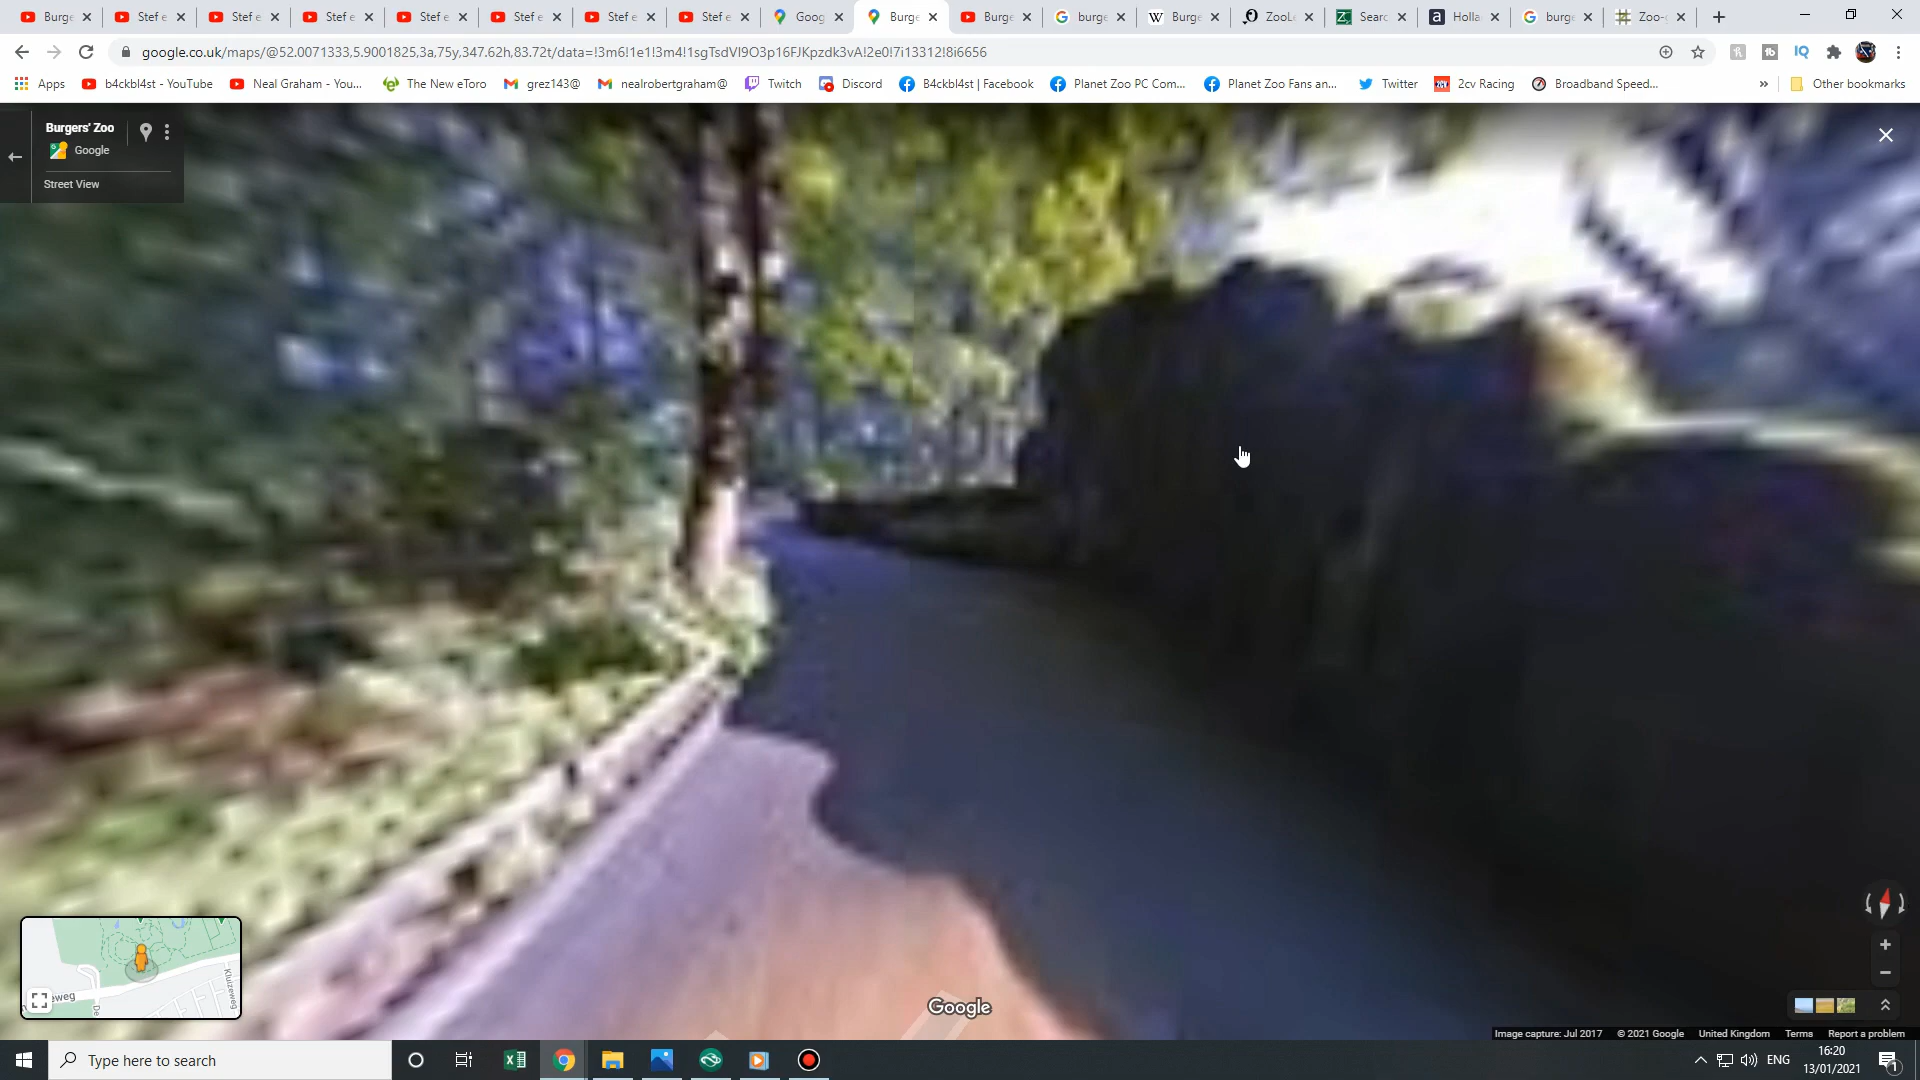 Burge
Stef e
Stef e
Stef e
Stef e
Stef e
Stef e
Stef e
Goog
Burge
Burge
burge
Burge
ZooLe
Searc
Holla
burge
Zoo-g
google.co.uk/maps/@52.0071333,5.9001825,3a,75y,347.62h,83.72t/data=!3m6!1e1!3m4!1sgTsdVI9O3p16FJKpzdk3vA!2e0!7i13312!8i6656
Apps
b4ckbl4st - YouTube
Neal Graham - You...
The New eToro
grez143@
nealrobertgraham@
Twitch
Discord
B4ckbl4st | Facebook
Planet Zoo PC Com...
Planet Zoo Fans an...
Twitter
2cv Racing
Broadband Speed...
»
Other bookmarks
Burgers' Zoo
Google
Street View
eweg
De
Kluizeweg
Google
Image capture: Jul 2017 © 2021 Google United Kingdom Terms Report a problem
Type here to search
ENG
16:20
13/01/2021
1